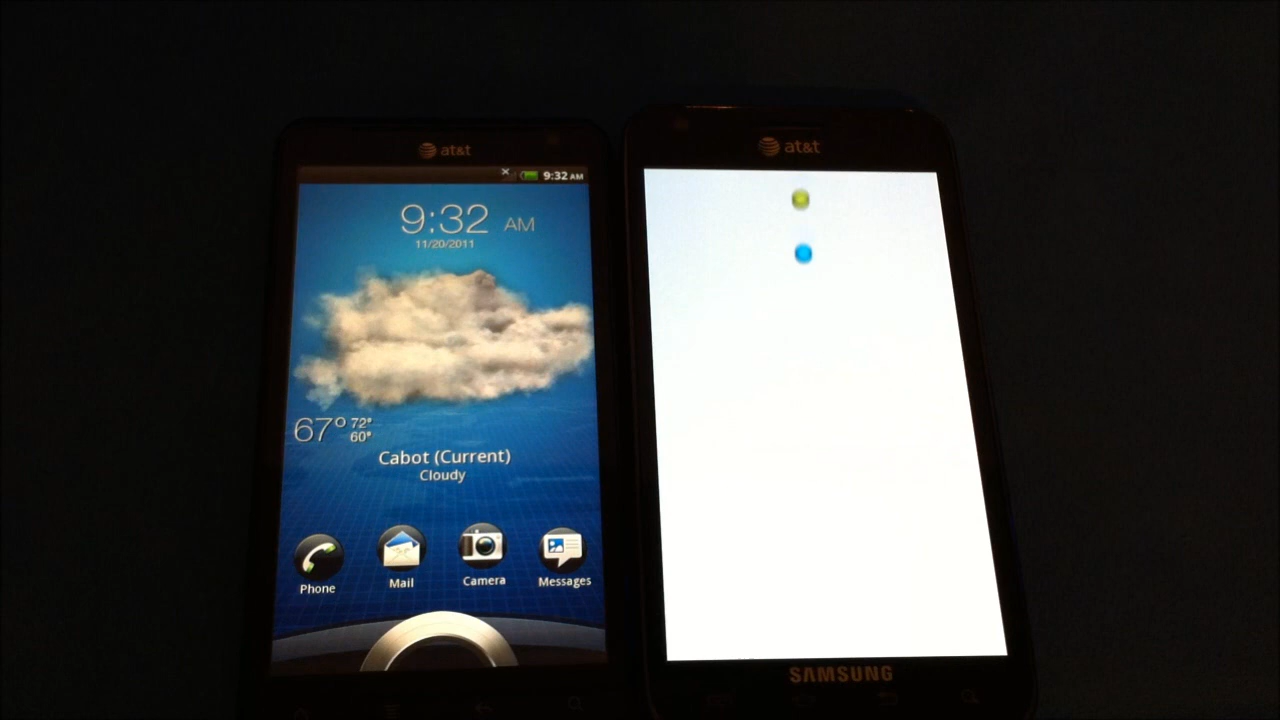 at&t
9:32 AM
9:32 AM
11/20/2011
67° 72°
60°
Cabot (Current)
Cloudy
Phone Mail Camera Messages
at&t
SAMSUNG